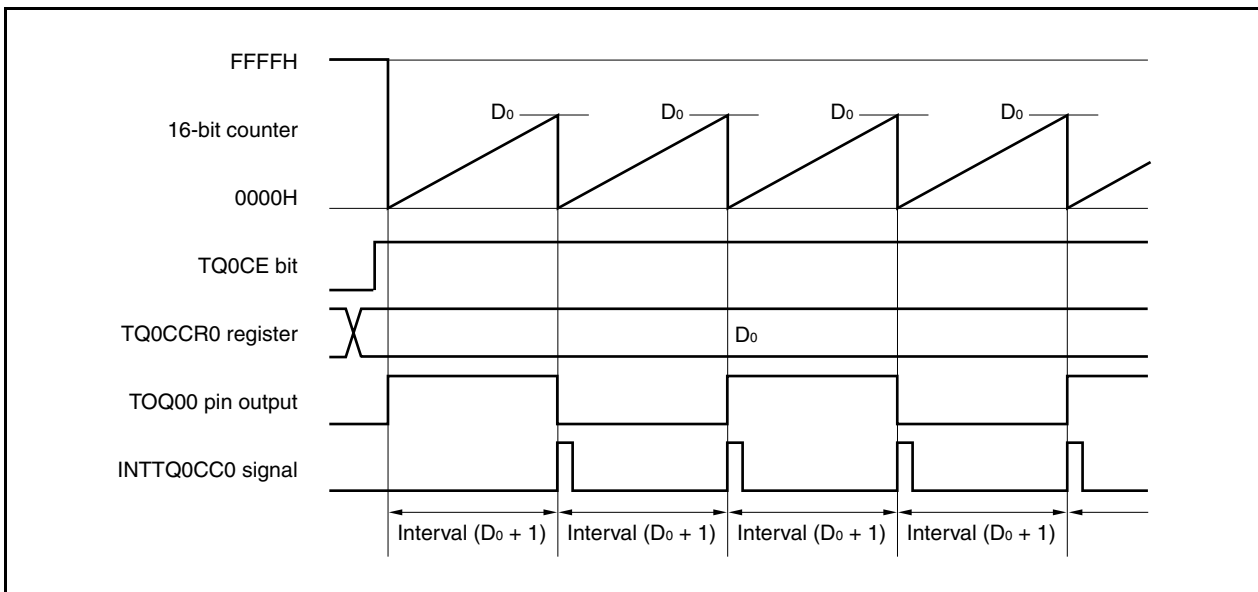 FFFFH
D0 D0 D0 D0
16-bit counter
0000H
TQ0CE bit
TQ0CCR0 register
D0
TOQ00 pin output
INTTQ0CC0 signal
Interval (D0 + 1) Interval (D0 + 1) Interval (D0 + 1) Interval (D0 + 1)